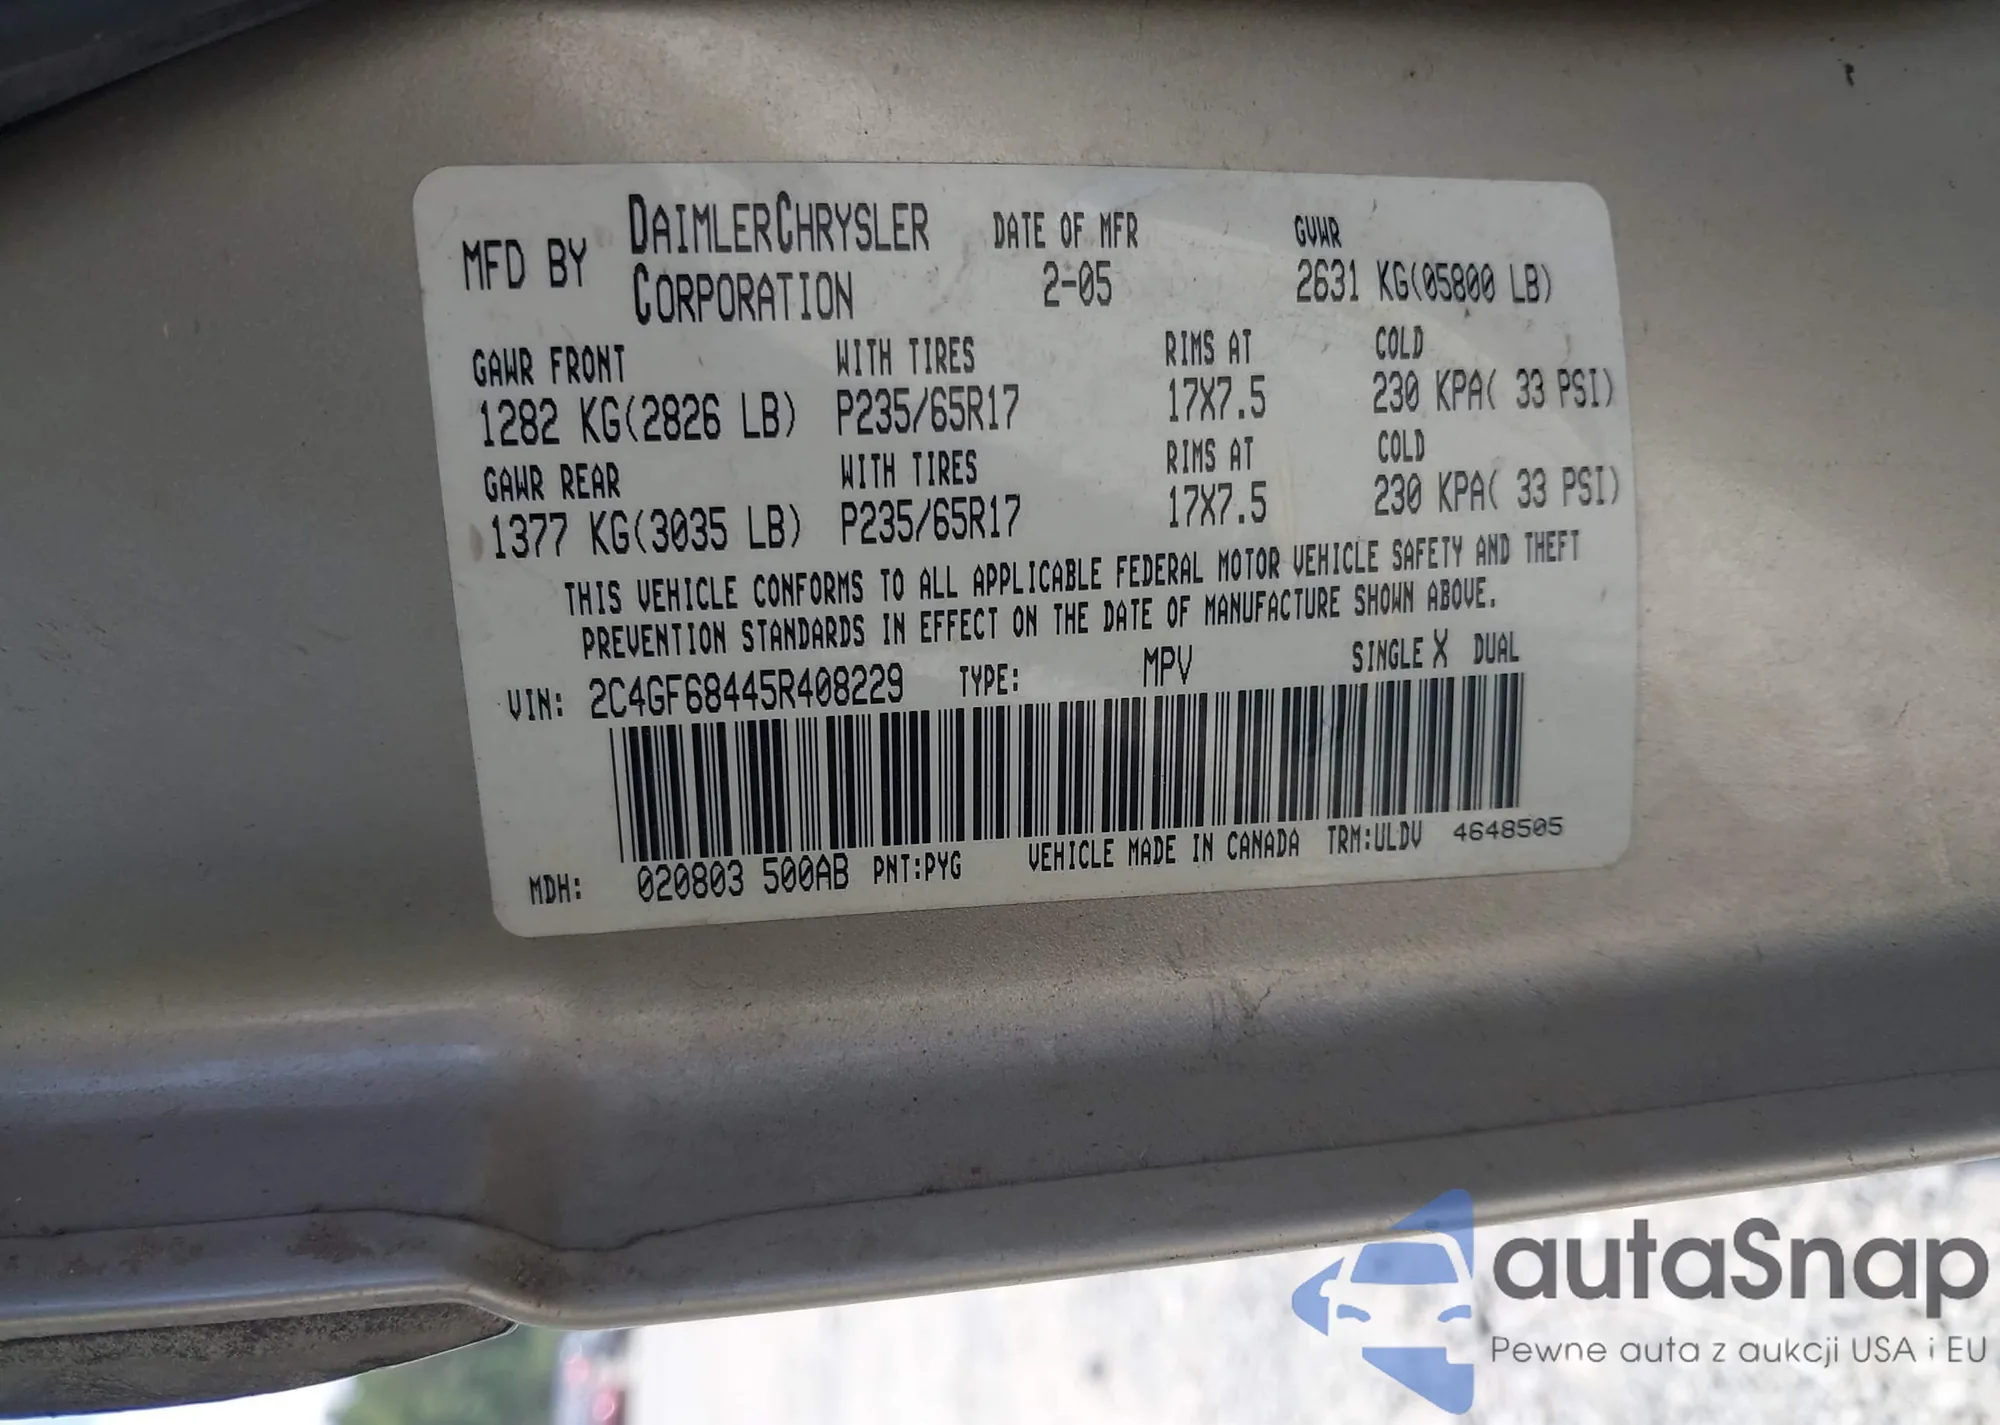 MFD BY DAIMLERCHRYSLER CORPORATION DATE OF MFR 2-05 GVWR 2631 KG(05800 LB)
GAWR FRONT WITH TIRES RIMS AT COLD
1282 KG(2826 LB) P235/65R17 17X7.5 230 KPA( 33 PSI)
GAWR REAR WITH TIRES RIMS AT COLD
1377 KG(3035 LB) P235/65R17 17X7.5 230 KPA( 33 PSI)
THIS VEHICLE CONFORMS TO ALL APPLICABLE FEDERAL MOTOR VEHICLE SAFETY AND THEFT
PREVENTION STANDARDS IN EFFECT ON THE DATE OF MANUFACTURE SHOWN ABOVE.
VIN: 2C4GF68445R408229 TYPE: MPV SINGLE X DUAL
MDH: 020803 500AB PNT:PYG VEHICLE MADE IN CANADA TRM:ULDV 4648505
autaSnap
Pewne auta z aukcji USA i EU